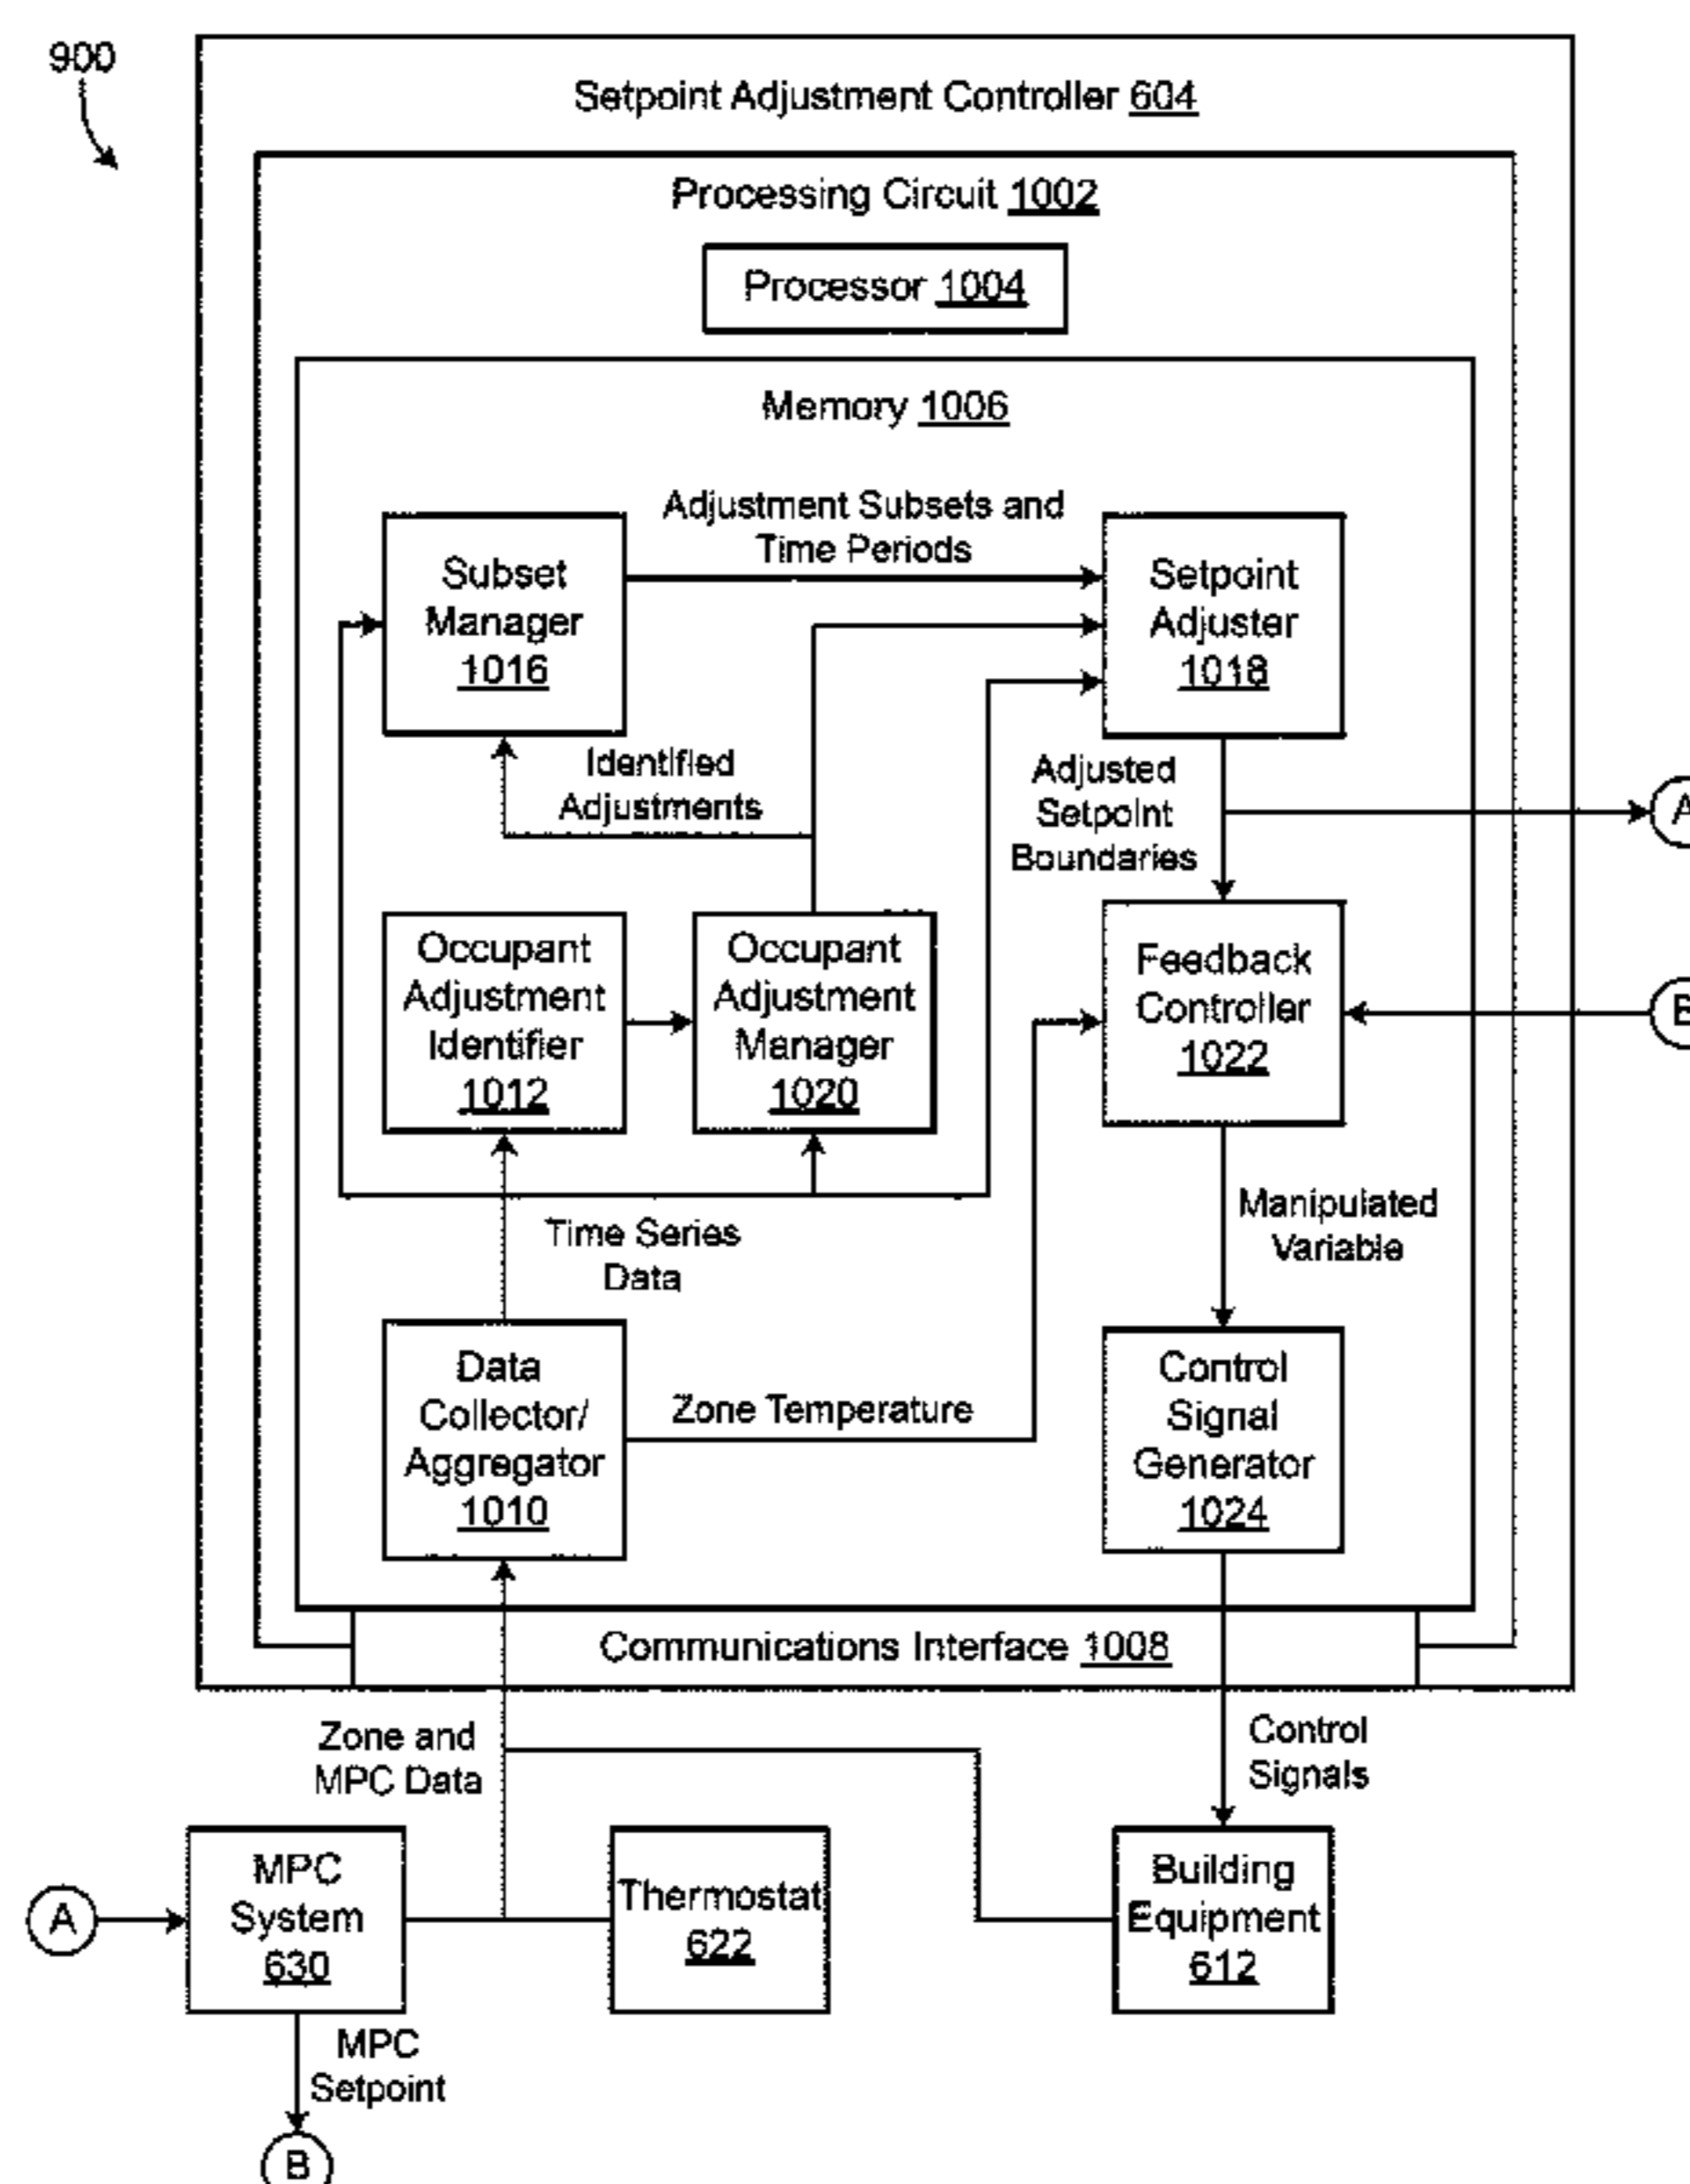 900
Setpoint Adjustment Controller 604
Processing Circuit 1002
Processor 1004
Memory 1006
Adjustment Subsets and
Time Periods
Subset
Manager
1016
Setpoint
Adjuster
1018
Identified
Adjustments
Adjusted
Setpoint
Boundaries
A
Occupant
Adjustment
Identifier
1012
Occupant
Adjustment
Manager
1020
Feedback
Controller
1022
B
Time Series
Data
Manipulated
Variable
Data
Collector/
Aggregator
1010
Zone Temperature
Control
Signal
Generator
1024
Communications Interface 1008
Zone and
MPC Data
Control
Signals
A
MPC
System
630
Thermostat
622
Building
Equipment
612
MPC
Setpoint
B